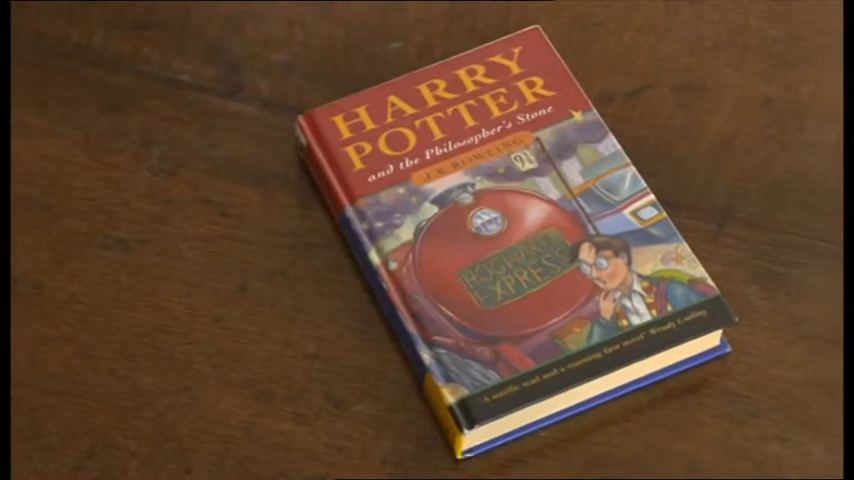 HARRY
POTTER
and the Philosopher's Stone
J.K. ROWLING
9¾
HOGWARTS
EXPRESS
"A terrific read and a stunning first novel" Wendy Cooling